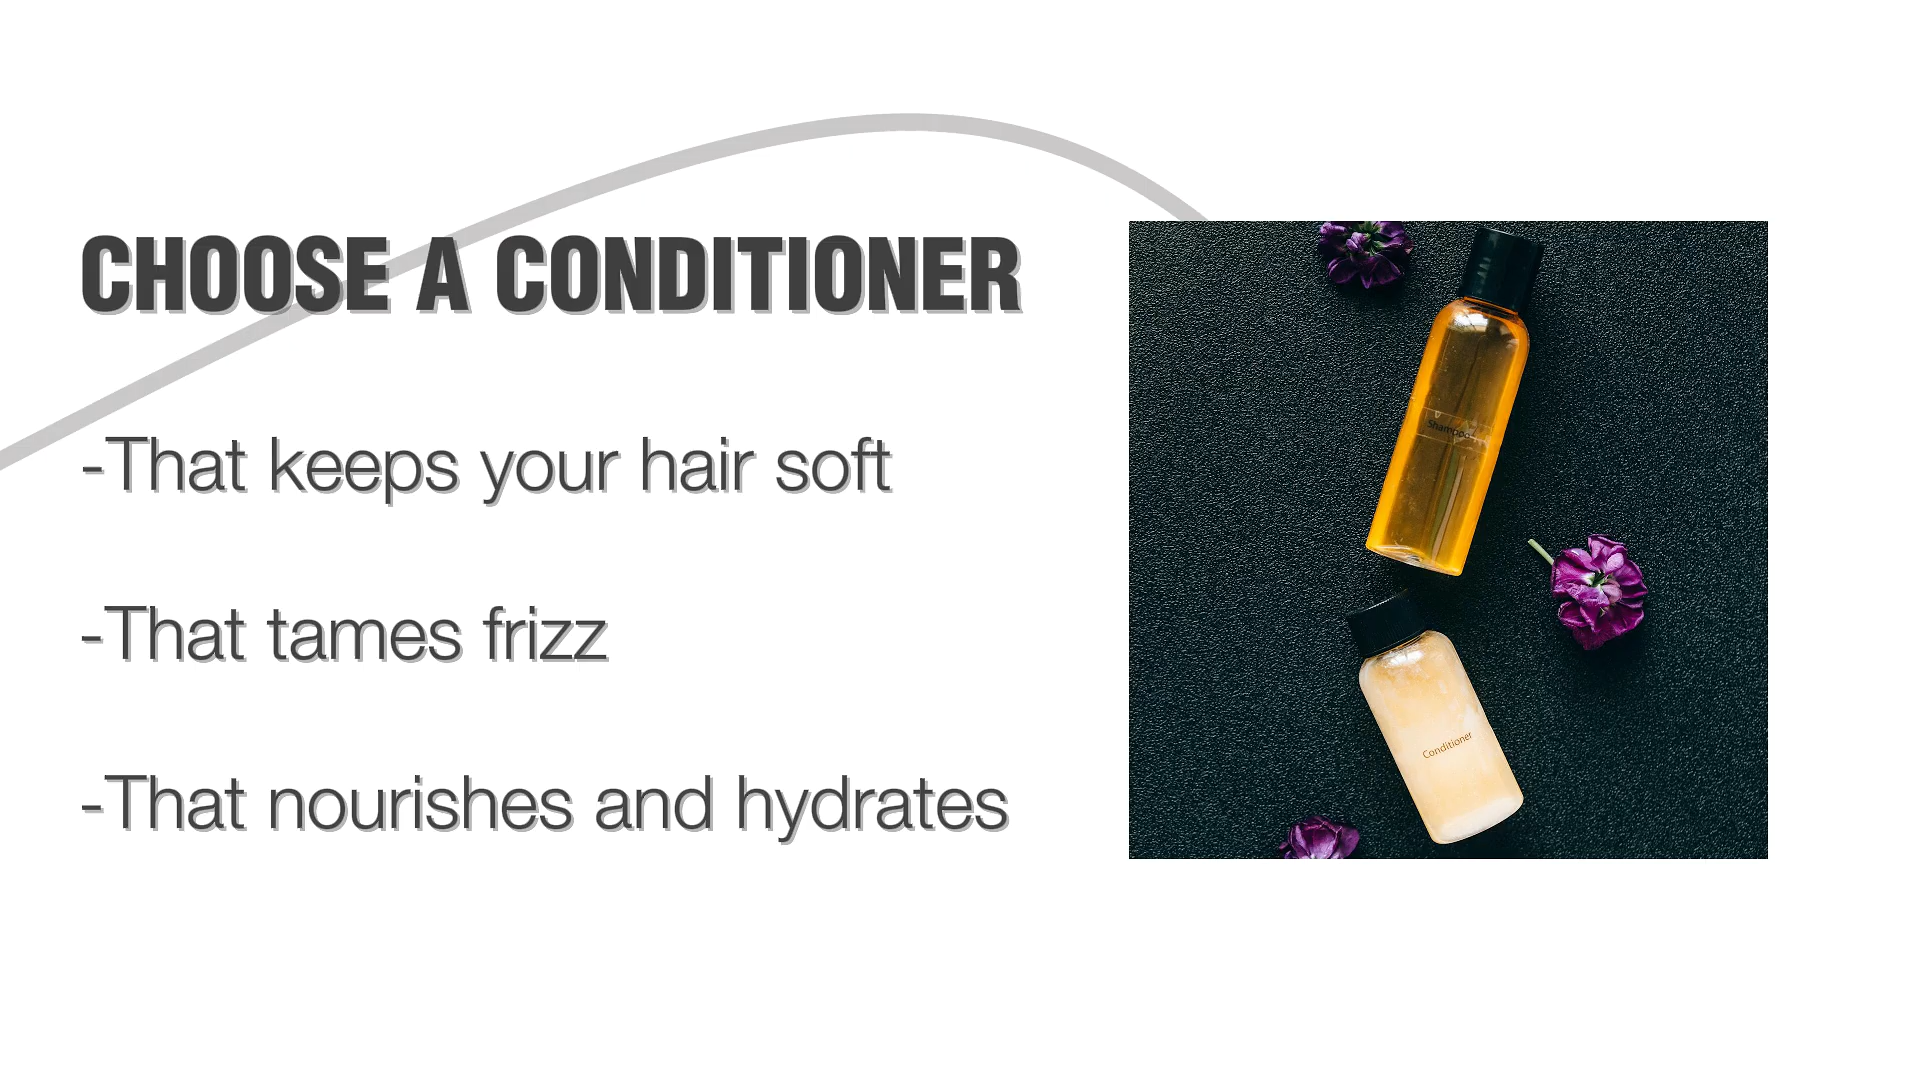 CHOOSE A CONDITIONER
-That keeps your hair soft
-That tames frizz
-That nourishes and hydrates
Shampoo
Conditioner